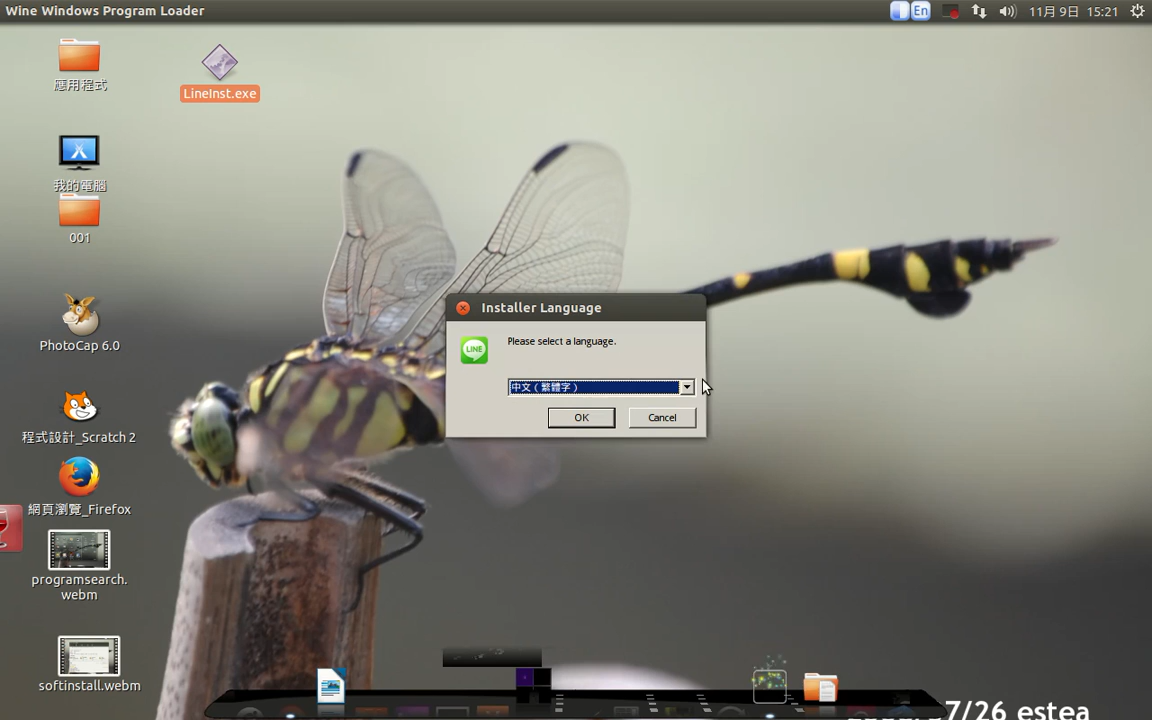 Wine Windows Program Loader
En
11月 9日 15:21
應用程式
LineInst.exe
我的電腦
001
PhotoCap 6.0
程式設計_Scratch 2
網頁瀏覽_Firefox
programsearch.
webm
softinstall.webm
Installer Language
LINE
Please select a language.
中文（繁體字）
OK
Cancel
7/26 estea